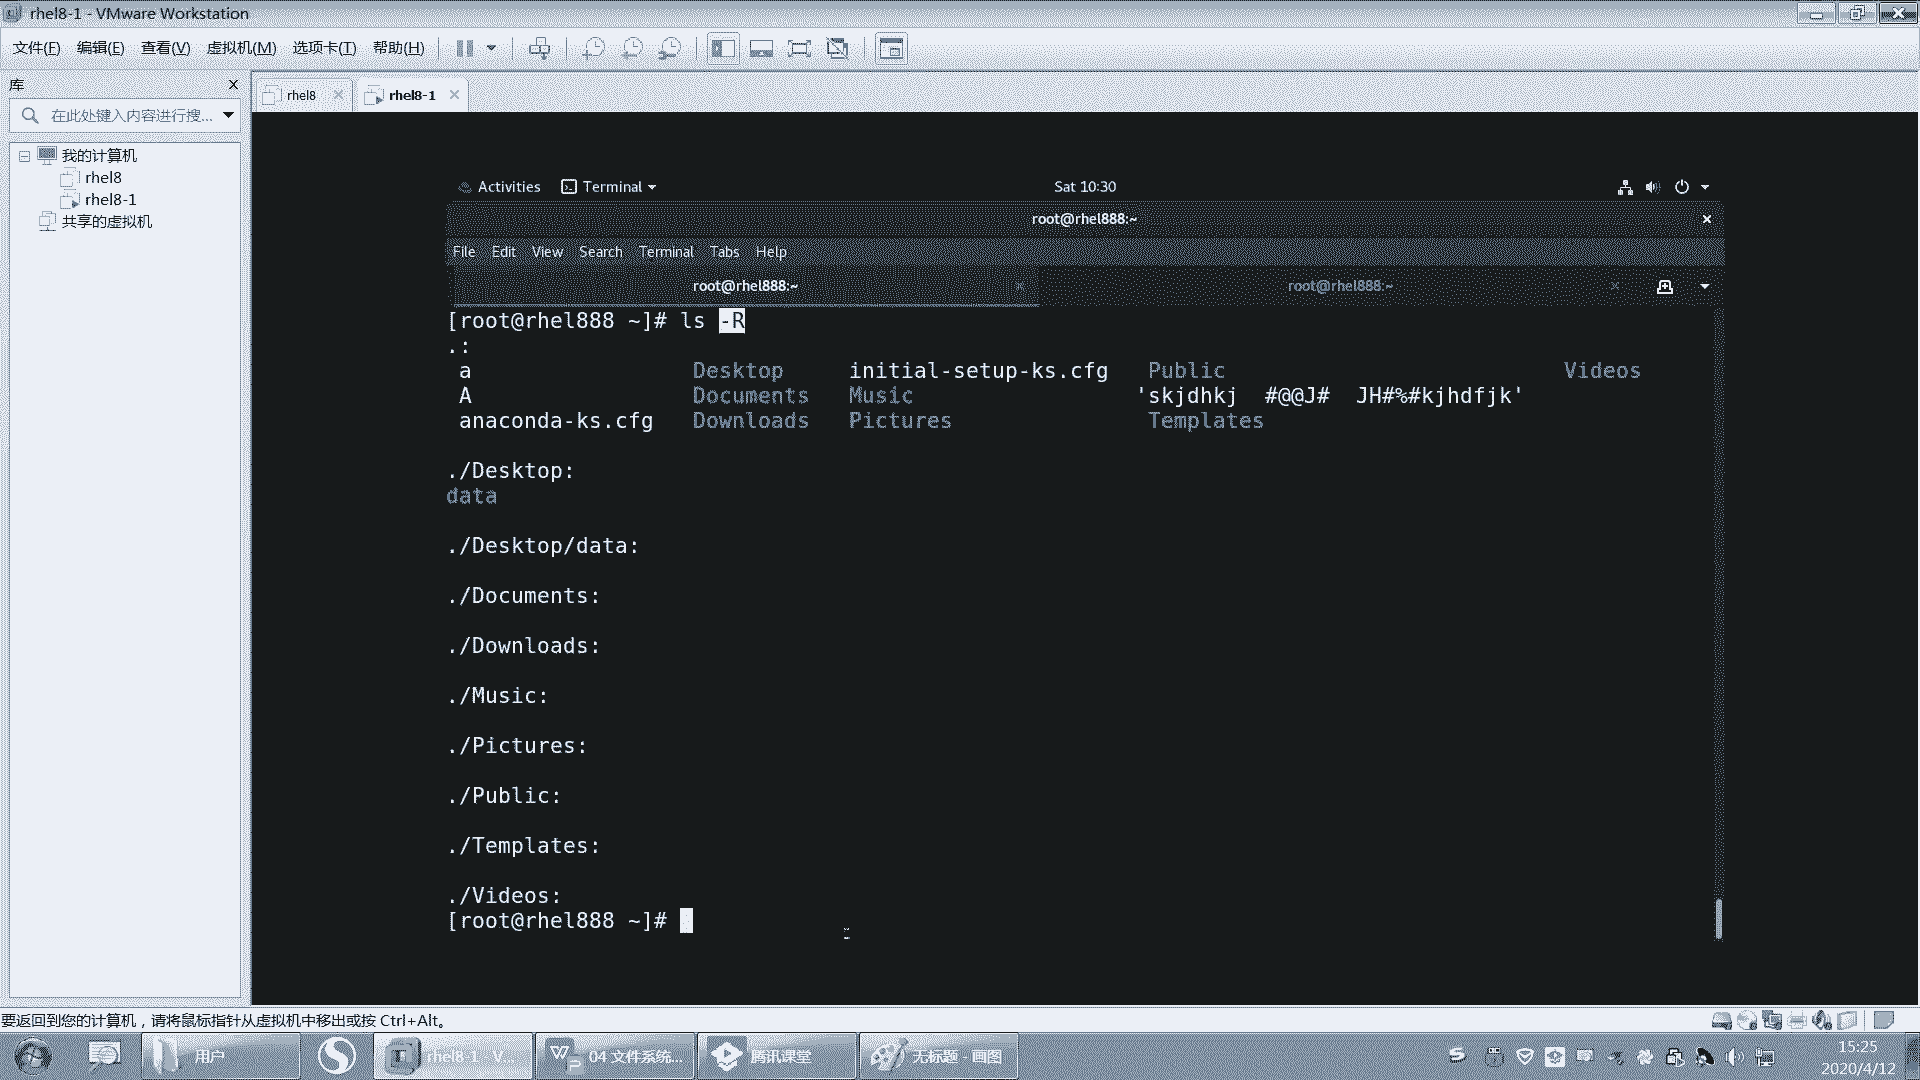 rhel8-1 - VMware Workstation
文件(F) 编辑(E) 查看(V) 虚拟机(M) 选项卡(T) 帮助(H)
库
rhel8 rhel8-1
在此处键入内容进行搜...
我的计算机
rhel8
rhel8-1
共享的虚拟机
Activities Terminal Sat 10:30
root@rhel888:~
File Edit View Search Terminal Tabs Help
root@rhel888:~ root@rhel888:~
[root@rhel888 ~]# ls -R
.:
a Desktop initial-setup-ks.cfg Public Videos
A Documents Music 'skjdhkj  #@@J#  JH#%#kjhdfjk'
anaconda-ks.cfg Downloads Pictures Templates
./Desktop:
data
./Desktop/data:
./Documents:
./Downloads:
./Music:
./Pictures:
./Public:
./Templates:
./Videos:
[root@rhel888 ~]#
要返回到您的计算机，请将鼠标指针从虚拟机中移出或按 Ctrl+Alt。
用户 rhel8-1 - V... 04 文件系统... 腾讯课堂 无标题 - 画图
15:25
2020/4/12